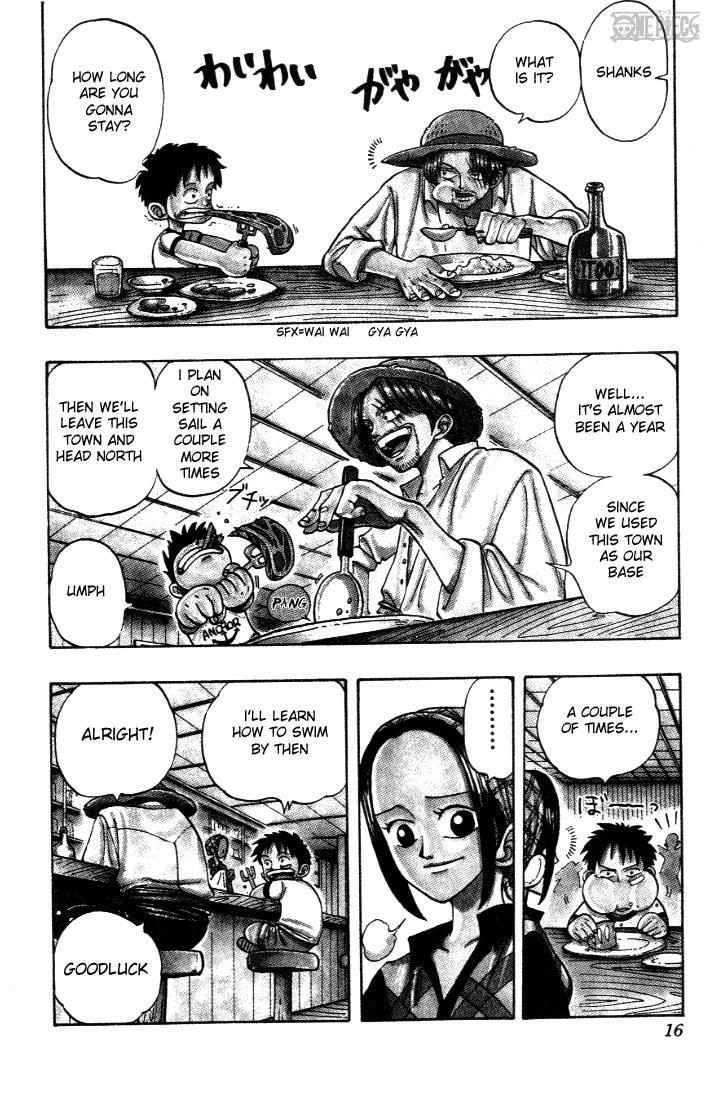 ONE PIECE
SHANKS
WHAT
IS IT?
がやがや
わいわい
HOW LONG
ARE YOU
GONNA
STAY?
SFX=WAI WAI GYA GYA
WELL...
IT'S ALMOST
BEEN A YEAR
SINCE
WE USED
THIS TOWN
AS OUR
BASE
I PLAN
ON
SETTING
SAIL A
COUPLE
MORE
TIMES
THEN WE'LL
LEAVE THIS
TOWN AND
HEAD NORTH
ブチッ
UMPH
PANG
ANCHOR
A COUPLE
OF TIMES...
ぼーっ
.........
I'LL LEARN
HOW TO SWIM
BY THEN
ALRIGHT!
GOODLUCK
16